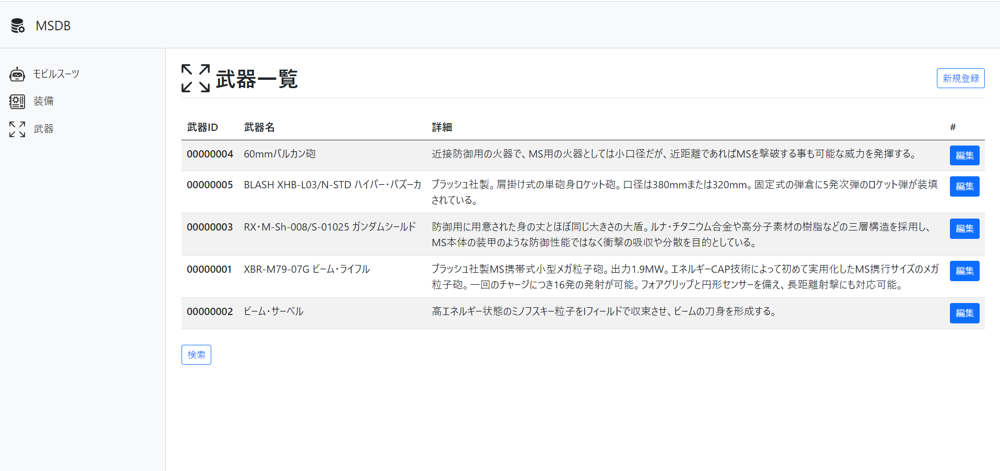 MSDB
モビルスーツ
装備
武器
武器一覧
新規登録
武器ID 武器名 詳細 #
00000004 60mmバルカン砲 近接防御用の火器で、MS用の火器としては小口径だが、近距離であればMSを撃破する事も可能な威力を発揮する。 編集
00000005 BLASH XHB-L03/N-STD ハイパー・バズーカ ブラッシュ社製。肩掛け式の単砲身ロケット砲。口径は380mmまたは320mm。固定式の弾倉に5発次弾のロケット弾が装填 編集
されている。
00000003 RX・M-Sh-008/S-01025 ガンダムシールド 防御用に用意された身の丈とほぼ同じ大きさの大盾。ルナ・チタニウム合金や高分子素材の樹脂などの三層構造を採用し、 編集
MS本体の装甲のような防御性能ではなく衝撃の吸収や分散を目的としている。
00000001 XBR-M79-07G ビーム・ライフル ブラッシュ社製MS携帯式小型メガ粒子砲。出力1.9MW。エネルギーCAP技術によって初めて実用化したMS携行サイズのメガ 編集
粒子砲。一回のチャージにつき16発の発射が可能。フォアグリップと円形センサーを備え、長距離射撃にも対応可能。
00000002 ビーム・サーベル 高エネルギー状態のミノフスキー粒子をIフィールドで収束させ、ビームの刀身を形成する。 編集
検索